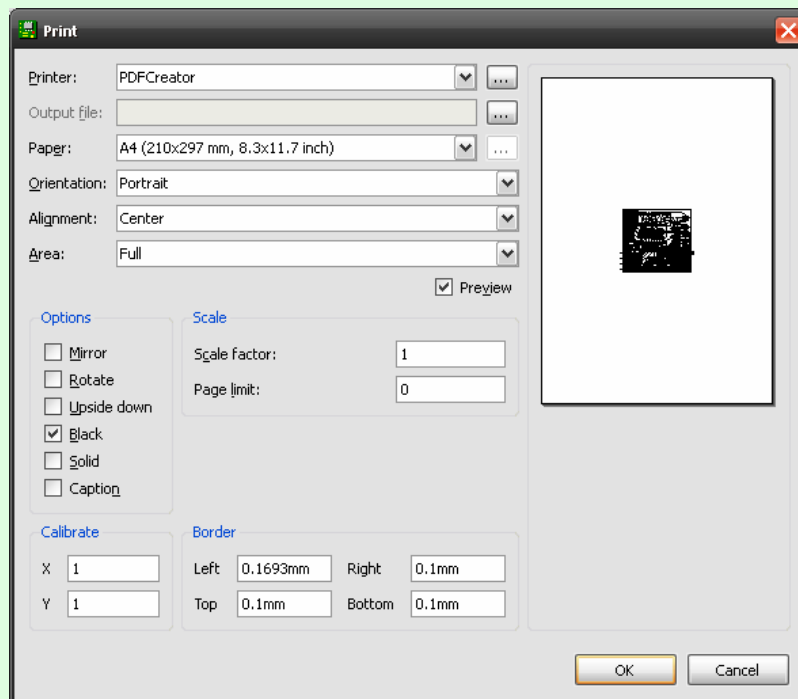 Print
Printer: PDFCreator ...
Output file: ...
Paper: A4 (210x297 mm, 8.3x11.7 inch) ...
Orientation: Portrait
Alignment: Center
Area: Full
Preview
Options
Mirror
Rotate
Upside down
Black
Solid
Caption
Scale
Scale factor: 1
Page limit: 0
Calibrate
X 1
Y 1
Border
Left 0.1693mm Right 0.1mm
Top 0.1mm Bottom 0.1mm
OK Cancel